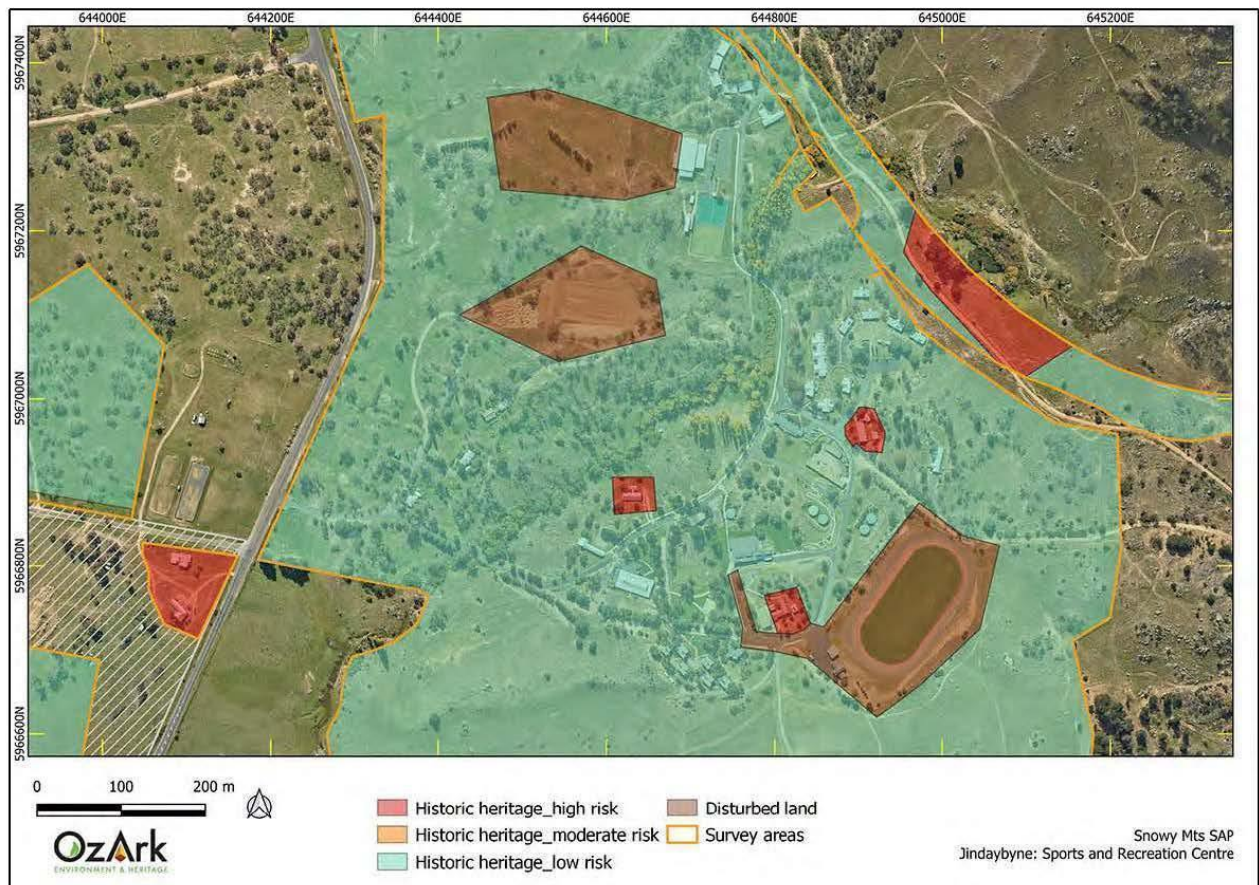 644000E 644200E 644400E 644600E 644800E 645000E 645200E
5967400N
5967200N
5967000N
5966800N
5966600N
0 100 200 m
Historic heritage_high risk
Historic heritage_moderate risk
Historic heritage_low risk
Disturbed land
Survey areas
OzArk
ENVIRONMENT & HERITAGE
Snowy Mts SAP
Jindaybyne: Sports and Recreation Centre